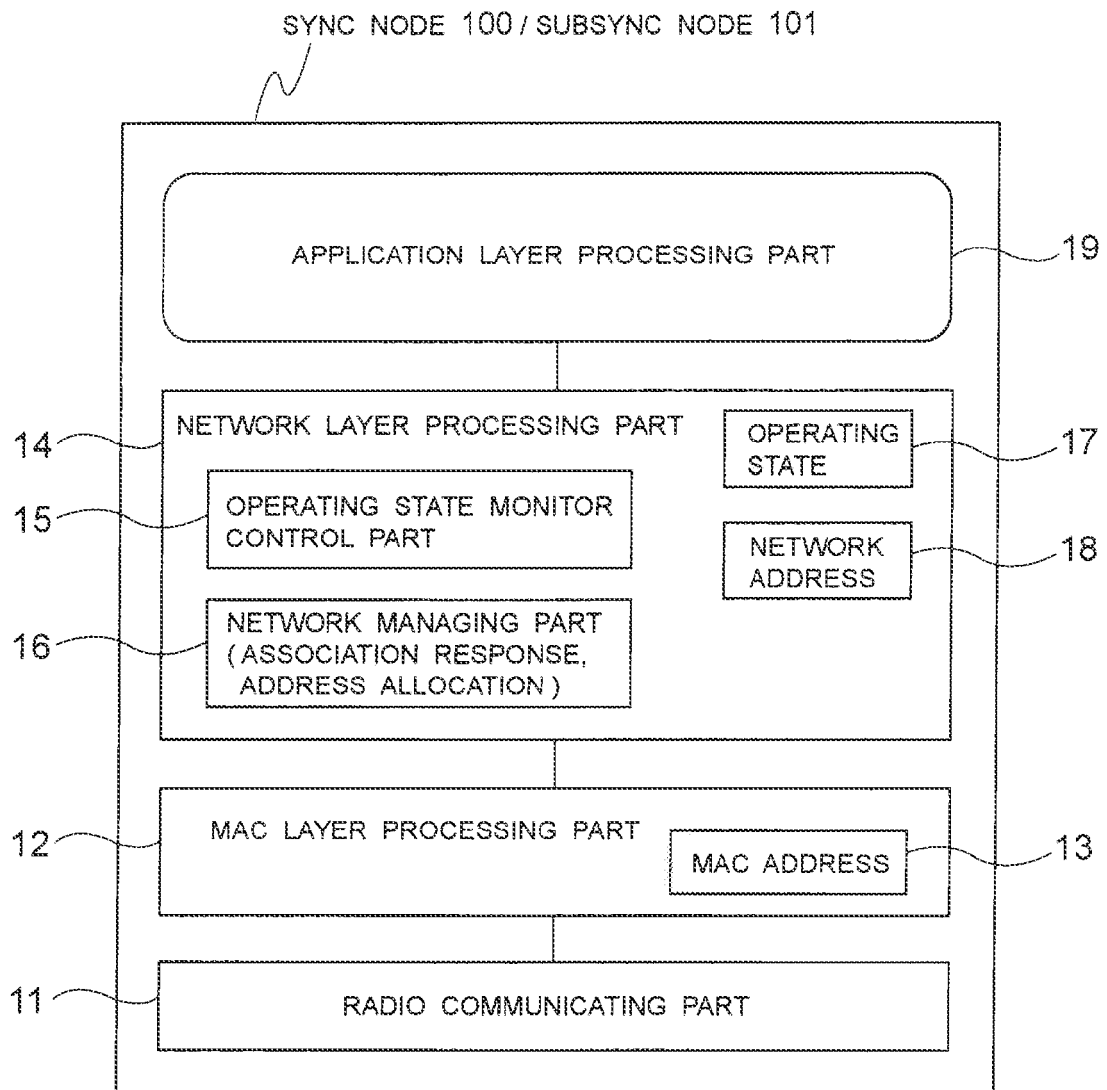 SYNC NODE 100 / SUBSYNC NODE 101
APPLICATION LAYER PROCESSING PART
19
NETWORK LAYER PROCESSING PART
14
OPERATING
STATE
17
OPERATING STATE MONITOR
CONTROL PART
15
NETWORK
ADDRESS
18
NETWORK MANAGING PART
( ASSOCIATION RESPONSE,
ADDRESS ALLOCATION )
16
MAC LAYER PROCESSING PART
12
MAC ADDRESS
13
RADIO COMMUNICATING PART
11